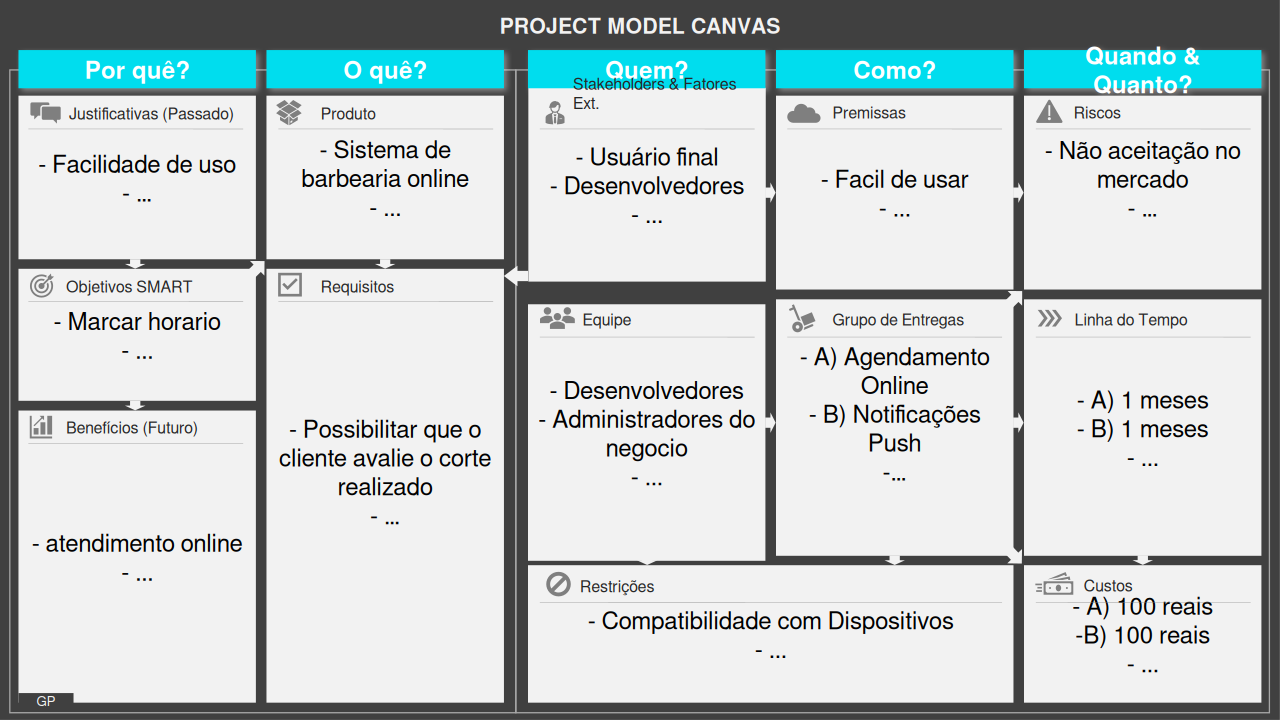 PROJECT MODEL CANVAS
Por quê?
Justificativas (Passado)
- Facilidade de uso
- ...
Objetivos SMART
- Marcar horario
- ...
Benefícios (Futuro)
- atendimento online
- ...
GP
O quê?
Produto
- Sistema de
barbearia online
- ...
Requisitos
- Possibilitar que o
cliente avalie o corte
realizado
- ...
Quem?
Stakeholders & Fatores
Ext.
- Usuário final
- Desenvolvedores
- ...
Equipe
- Desenvolvedores
- Administradores do
negocio
- ...
Como?
Premissas
- Facil de usar
- ...
Grupo de Entregas
- A) Agendamento
Online
- B) Notificações
Push
-...
Restrições
- Compatibilidade com Dispositivos
- ...
Quando &
Quanto?
Riscos
- Não aceitação no
mercado
- ...
Linha do Tempo
- A) 1 meses
- B) 1 meses
- ...
Custos
- A) 100 reais
-B) 100 reais
- ...